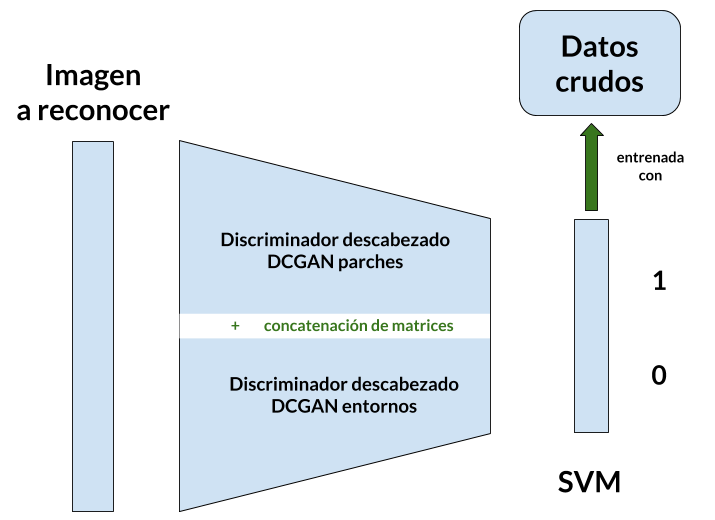 Imagen
a reconocer
Datos
crudos
entrenada
con
Discriminador descabezado
DCGAN parches
+ concatenación de matrices
Discriminador descabezado
DCGAN entornos
1
0
SVM